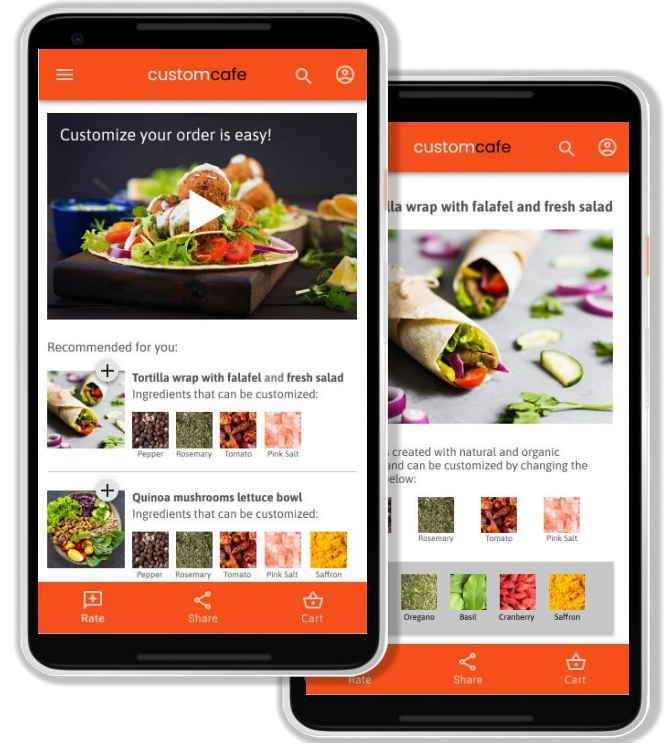 customcafe
Customize your order is easy!
Recommended for you:
Tortilla wrap with falafel and fresh salad
Ingredients that can be customized:
Pepper Rosemary Tomato Pink Salt
Quinoa mushrooms lettuce bowl
Ingredients that can be customized:
Pepper Rosemary Tomato Pink Salt Saffron
Rate Share Cart
customcafe
lla wrap with falafel and fresh salad
created with natural and organic
and can be customized by changing the
elow:
Rosemary Tomato Pink Salt
Oregano Basil Cranberry Saffron
Rate Share Cart